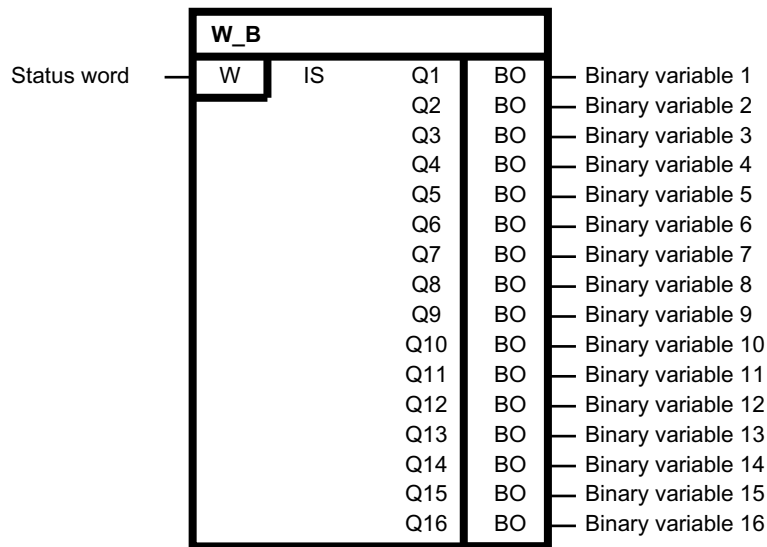 W_B
Status word W IS Q1 BO Binary variable 1
Q2 BO Binary variable 2
Q3 BO Binary variable 3
Q4 BO Binary variable 4
Q5 BO Binary variable 5
Q6 BO Binary variable 6
Q7 BO Binary variable 7
Q8 BO Binary variable 8
Q9 BO Binary variable 9
Q10 BO Binary variable 10
Q11 BO Binary variable 11
Q12 BO Binary variable 12
Q13 BO Binary variable 13
Q14 BO Binary variable 14
Q15 BO Binary variable 15
Q16 BO Binary variable 16